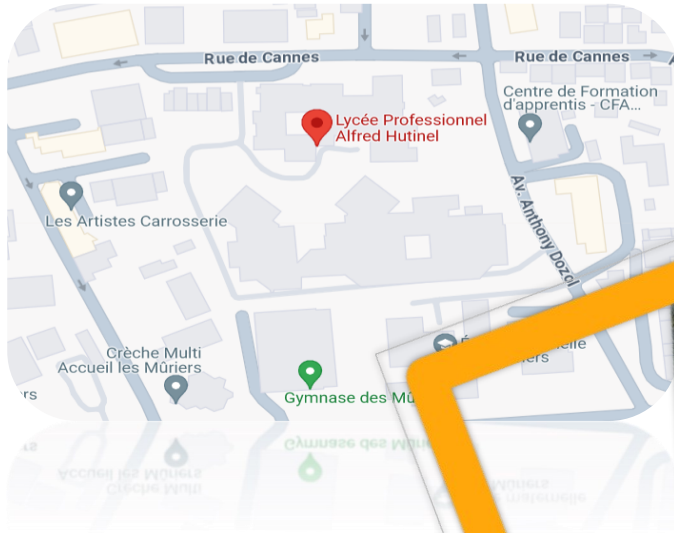 Rue de Cannes
Rue de Cannes
Centre de Formation
d'apprentis - CFA...
Lycée Professionnel
Alfred Hutinel
Av. Anthony Dozol
Les Artistes Carrosserie
Crèche Multi
Accueil les Mûriers
Gymnase des